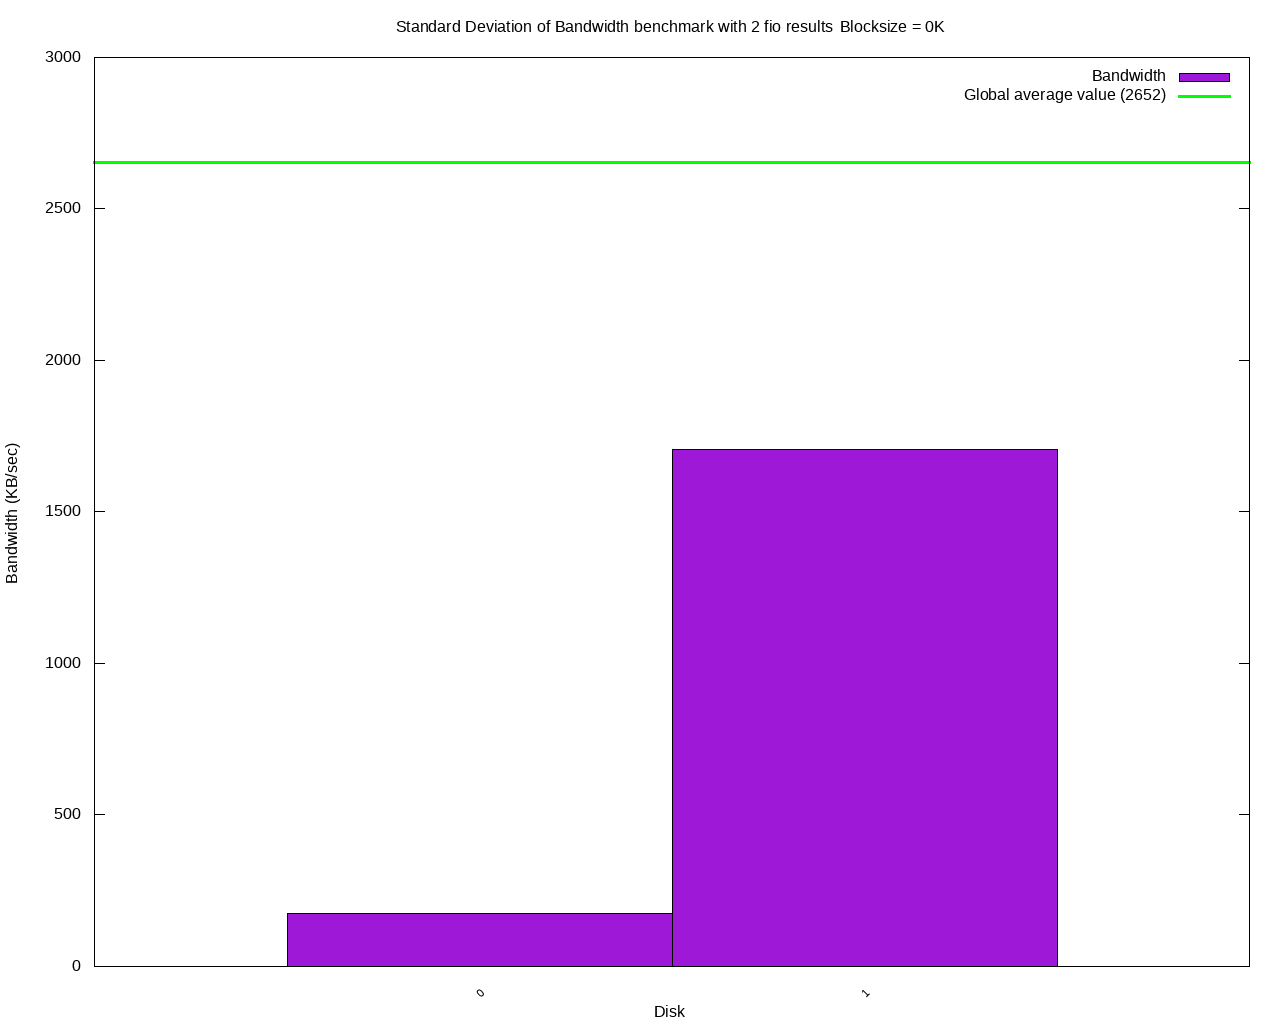 Standard Deviation of Bandwidth benchmark with 2 fio results Blocksize = 0K
3000
2500
2000
1500
1000
500
0
Bandwidth
Global average value (2652)
Bandwidth (KB/sec)
0
1
Disk